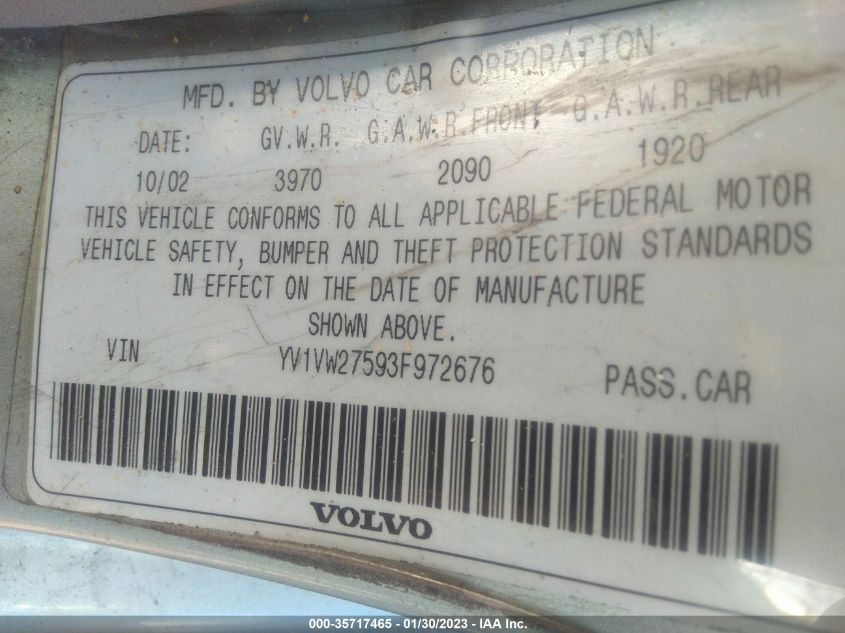 MFD. BY VOLVO CAR CORPORATION
DATE: GV.W.R. G.A.W.R.FRONT G.A.W.R.REAR
10/02 3970 2090 1920
THIS VEHICLE CONFORMS TO ALL APPLICABLE FEDERAL MOTOR
VEHICLE SAFETY, BUMPER AND THEFT PROTECTION STANDARDS
IN EFFECT ON THE DATE OF MANUFACTURE
SHOWN ABOVE.
VIN YV1VW27593F972676 PASS.CAR
VOLVO
000-35717465 - 01/30/2023 - IAA Inc.